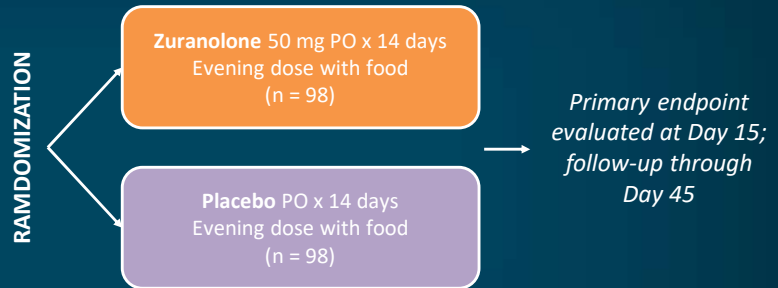 RAMDOMIZATION
Zuranolone 50 mg PO x 14 days
Evening dose with food
(n = 98)
Placebo PO x 14 days
Evening dose with food
(n = 98)
Primary endpoint
evaluated at Day 15;
follow-up through
Day 45